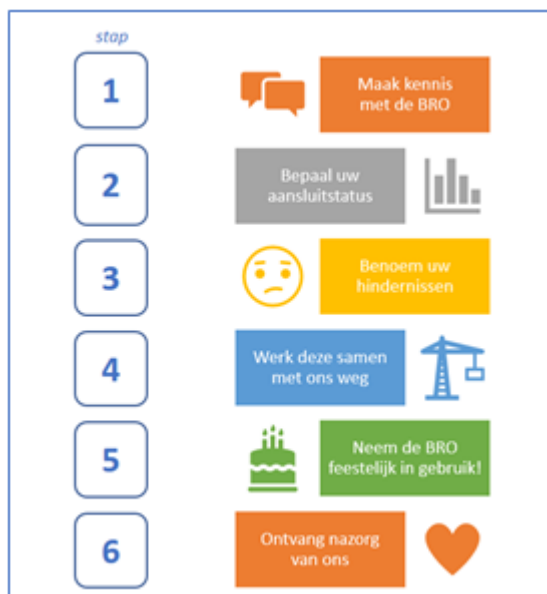 stap
1
Maak kennis
met de BRO
2
Bepaal uw
aansluitstatus
3
Benoem uw
hindernissen
4
Werk deze samen
met ons weg
5
Neem de BRO
feestelijk in gebruik!
6
Ontvang nazorg
van ons